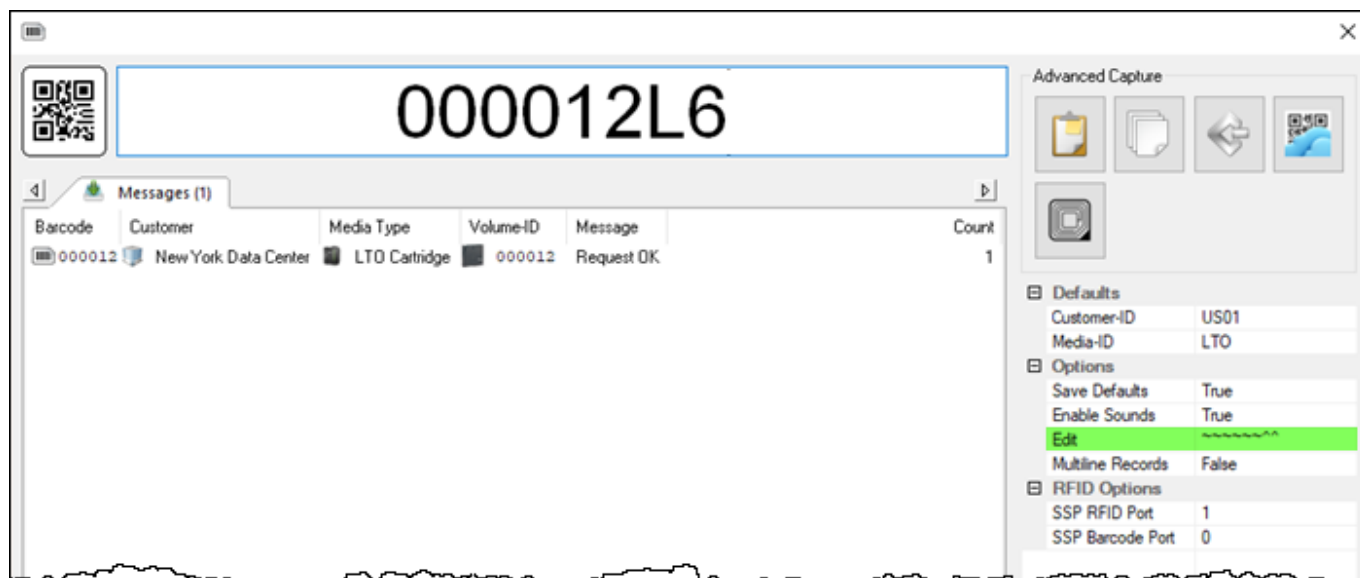 000012L6
Advanced Capture
Messages (1)
Barcode Customer Media Type Volume-ID Message Count
000012 New York Data Center LTO Cartridge 000012 Request OK 1
Defaults
Customer-ID US01
Media-ID LTO
Options
Save Defaults True
Enable Sounds True
Edit ~~~~~~^^
Multiline Records False
RFID Options
SSP RFID Port 1
SSP Barcode Port 0